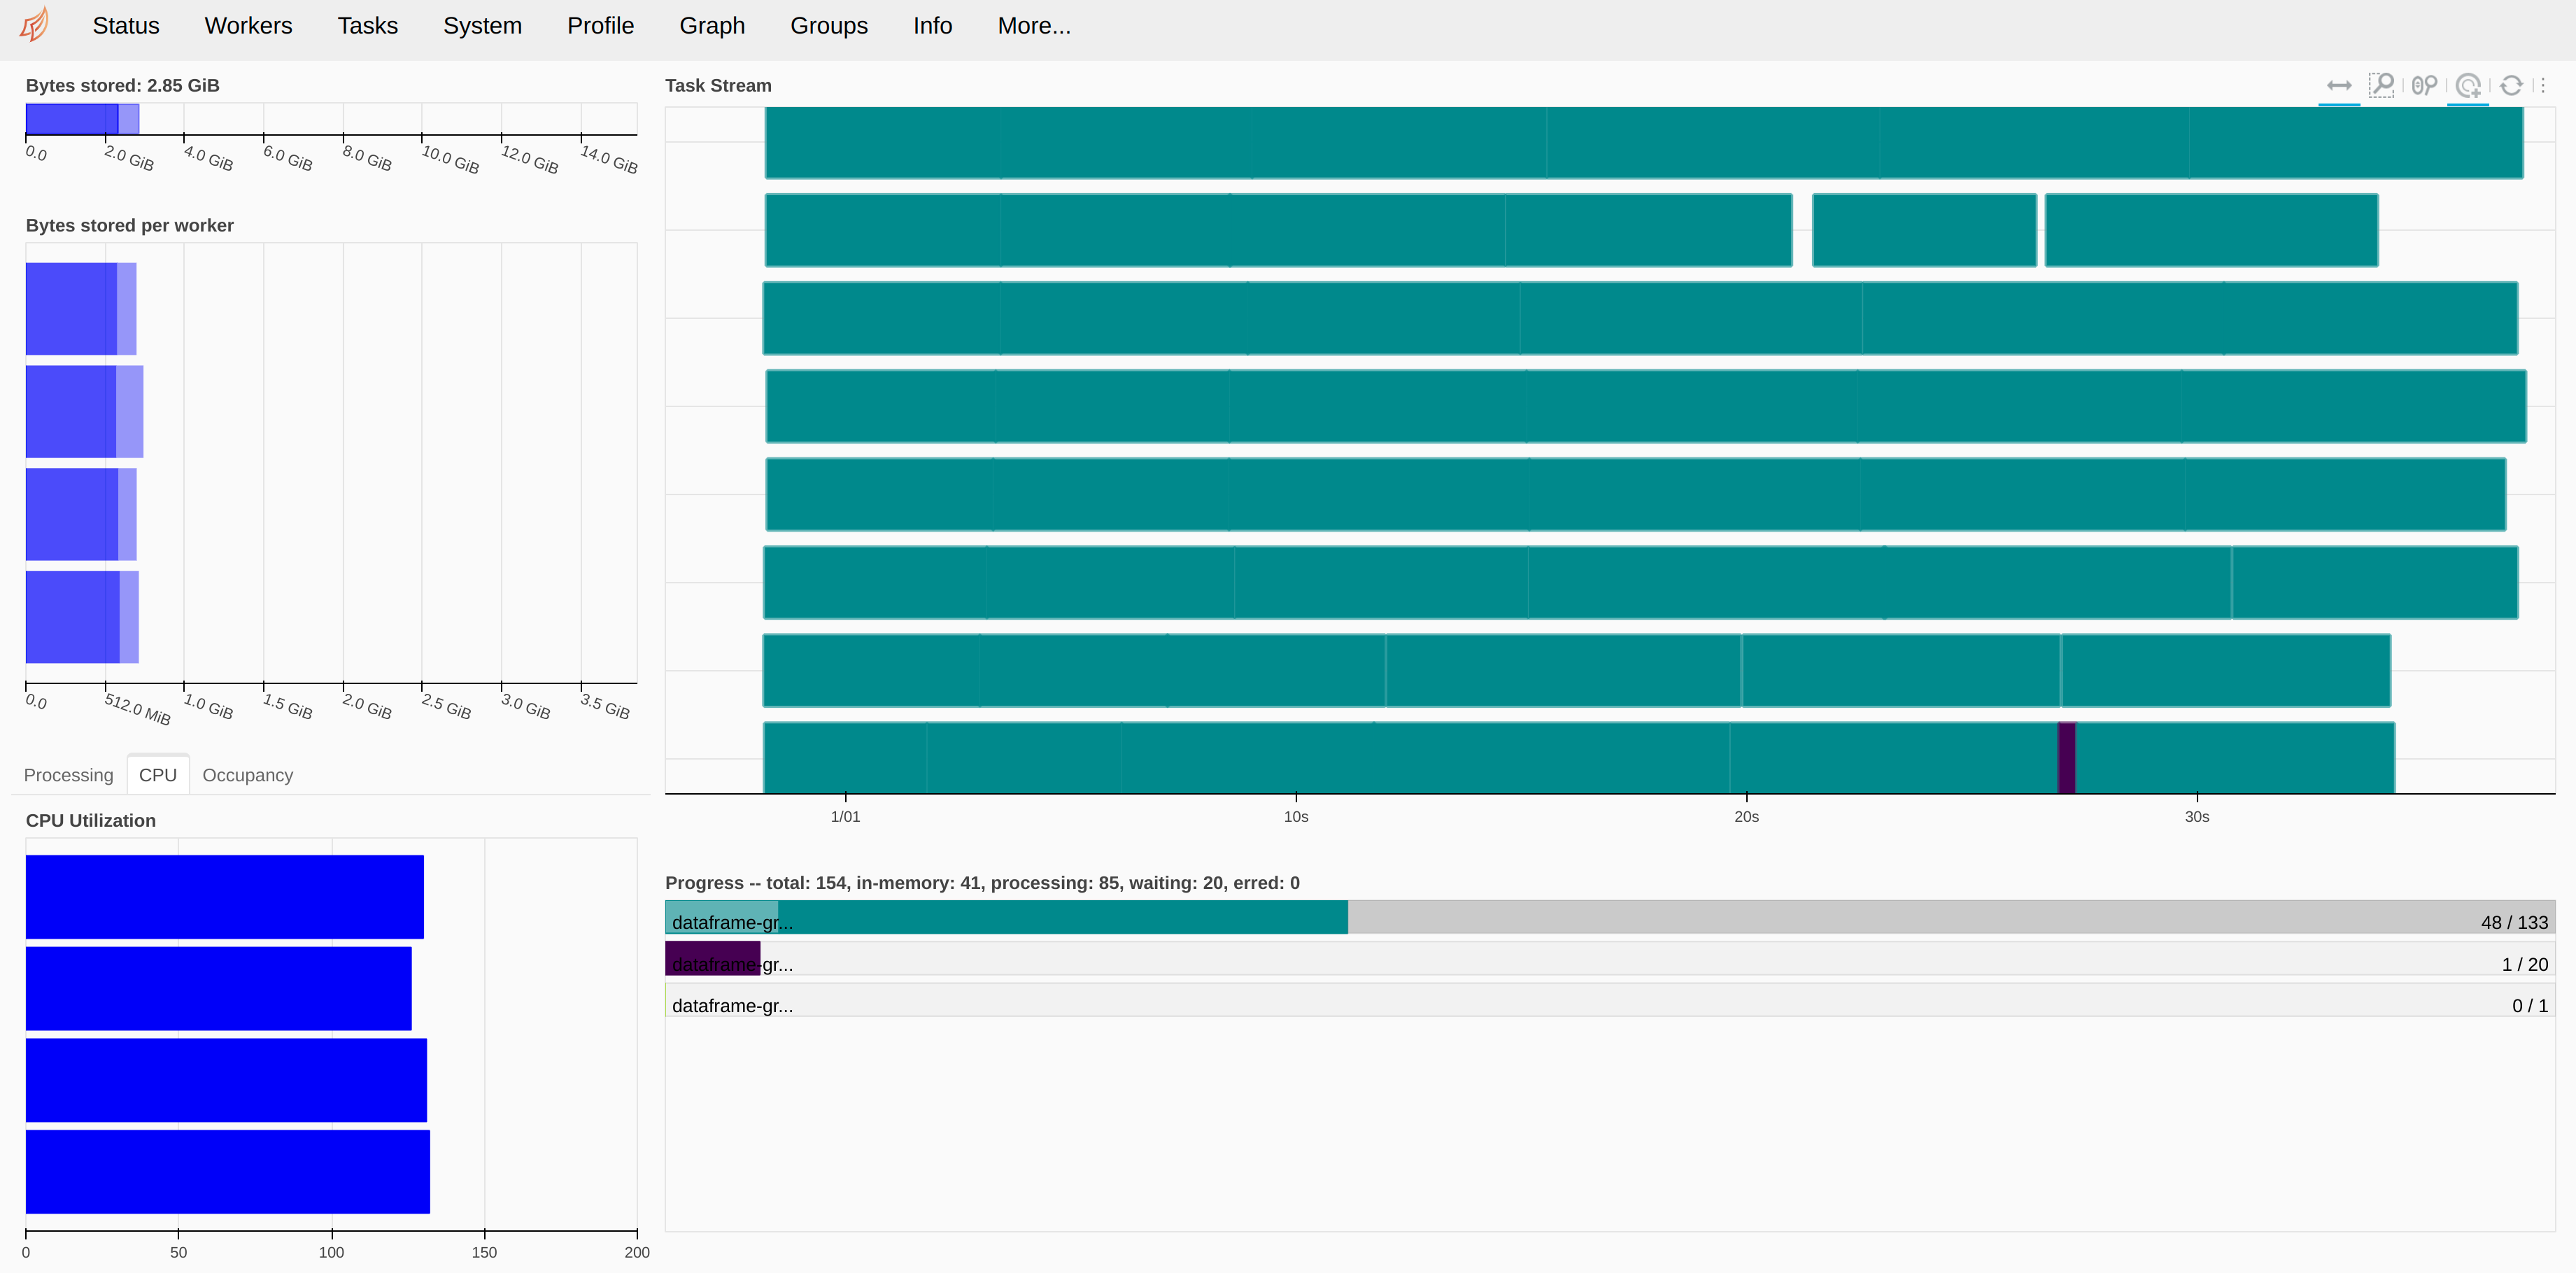 Status Workers Tasks System Profile Graph Groups Info More...
Bytes stored: 2.85 GiB
0.0 2.0 GiB 4.0 GiB 6.0 GiB 8.0 GiB 10.0 GiB 12.0 GiB 14.0 GiB
Bytes stored per worker
0.0 512.0 MiB 1.0 GiB 1.5 GiB 2.0 GiB 2.5 GiB 3.0 GiB 3.5 GiB
Processing CPU Occupancy
CPU Utilization
0 50 100 150 200
Task Stream
1/01 10s 20s 30s
Progress -- total: 154, in-memory: 41, processing: 85, waiting: 20, erred: 0
dataframe-gr... 48 / 133
dataframe-gr... 1 / 20
dataframe-gr... 0 / 1